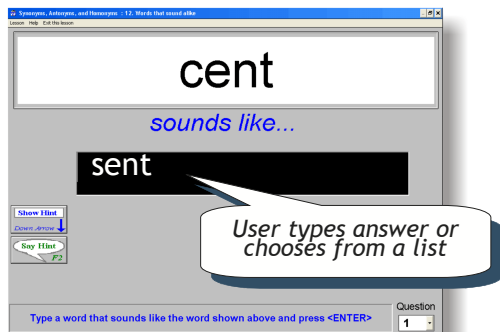 Synonyms, Antonyms, and Homonyms : 12. Words that sound alike
Lesson Help Exit the lesson
cent
sounds like...
sent
User types answer or
chooses from a list
Show Hint
Down Arrow
Say Hint
F2
Type a word that sounds like the word shown above and press <ENTER>
Question
1